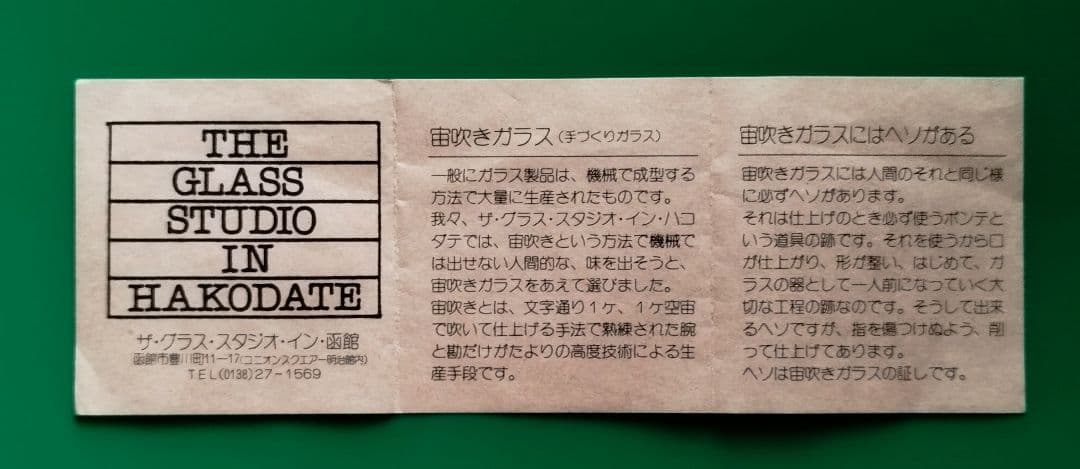 THE
GLASS
STUDIO
IN
HAKODATE
ザ・グラス・スタジオ・イン・函館
函館市豊川町11−17(ユニオンスクエアー明治館内)
TEL(0138)27−1569
宙吹きガラス(手づくりガラス)
一般にガラス製品は、機械で成型する
方法で大量に生産されたものです。
我々、ザ・グラス・スタジオ・イン・ハコ
ダテでは、宙吹きという方法で機械で
は出せない人間的な、味を出そうと、
宙吹きガラスをあえて選びました。
宙吹きとは、文字通り1ヶ、1ヶ空宙
で吹いて仕上げる手法で熟練された腕
と勘だけがたよりの高度技術による生
産手段です。
宙吹きガラスにはヘソがある
宙吹きガラスには人間のそれと同じ様
に必ずヘソがあります。
それは仕上げのとき必ず使うポンテと
いう道具の跡です。それを使うから口
が仕上がり、形が整い、はじめて、ガ
ラスの器として一人前になっていく大
切な工程の跡なのです。そうして出来
るヘソですが、指を傷つけぬよう、削
って仕上げてあります。
ヘソは宙吹きガラスの証しです。